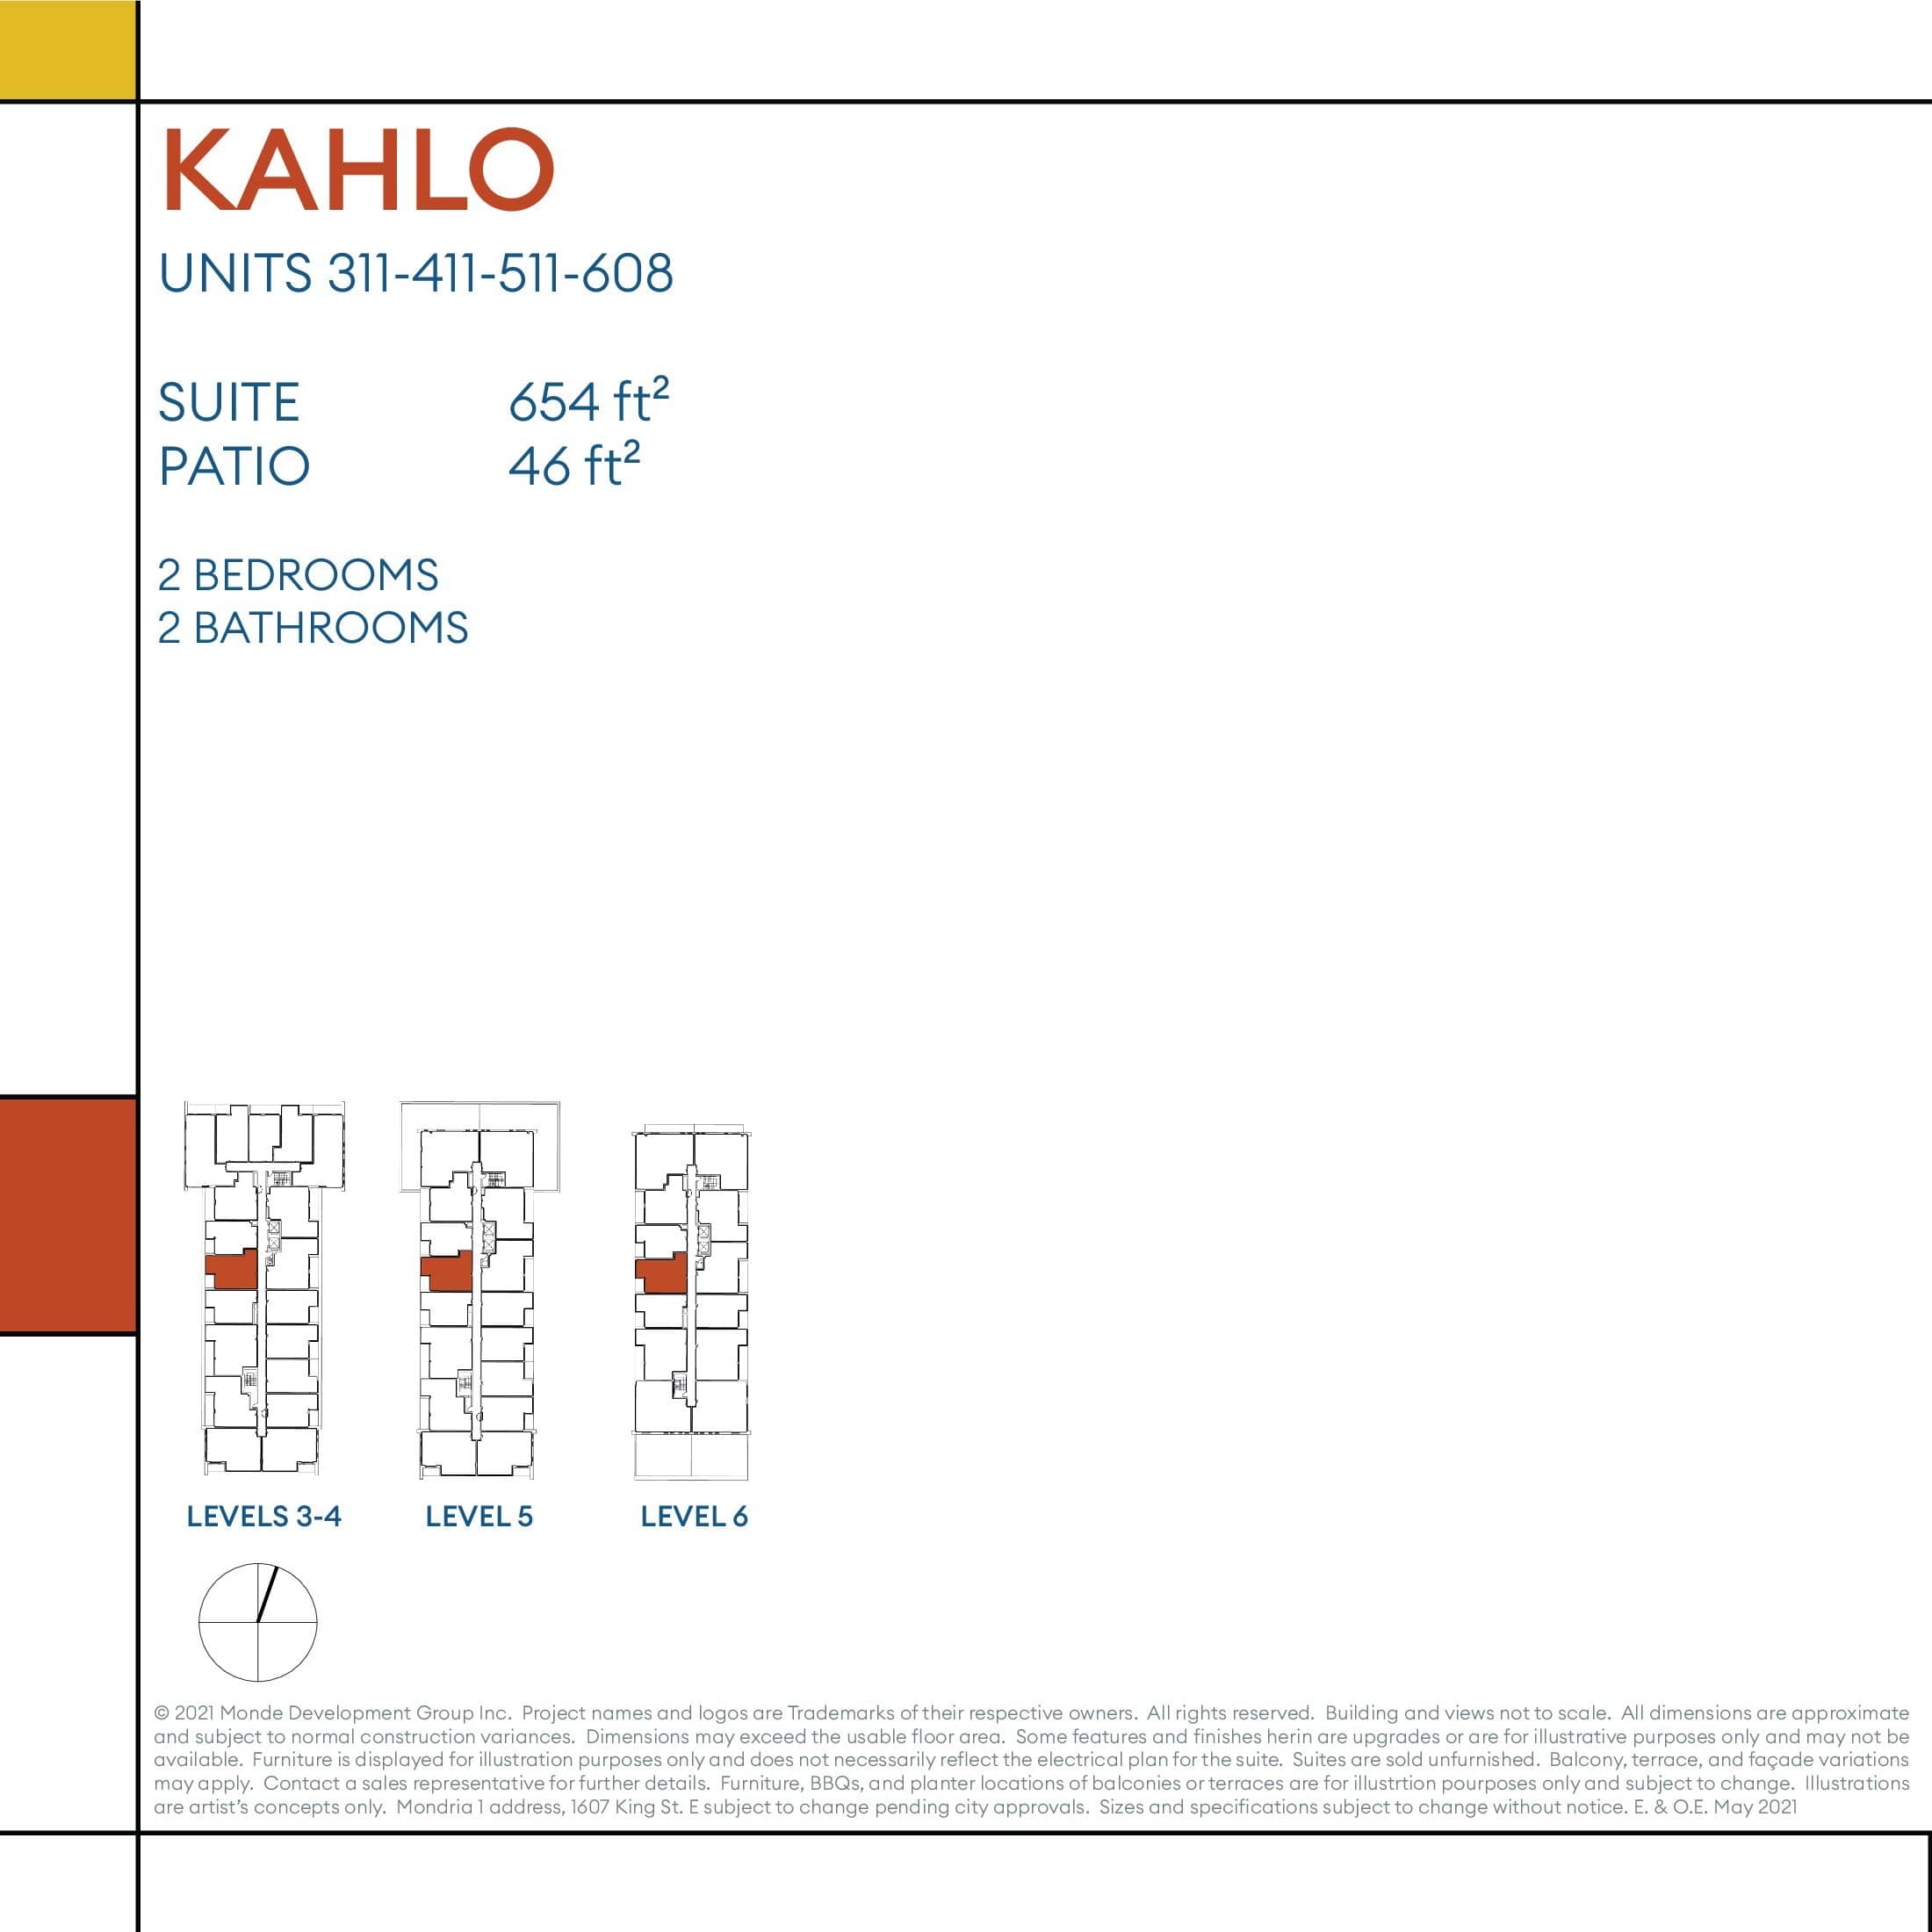 KAHLO
UNITS 311-411-511-608
SUITE 654 ft²
PATIO 46 ft²
2 BEDROOMS
2 BATHROOMS
LEVELS 3-4 LEVEL 5 LEVEL 6
© 2021 Monde Development Group Inc. Project names and logos are Trademarks of their respective owners. All rights reserved. Building and views not to scale. All dimensions are approximate
and subject to normal construction variances. Dimensions may exceed the usable floor area. Some features and finishes herin are upgrades or are for illustrative purposes only and may not be
available. Furniture is displayed for illustration purposes only and does not necessarily reflect the electrical plan for the suite. Suites are sold unfurnished. Balcony, terrace, and façade variations
may apply. Contact a sales representative for further details. Furniture, BBQs, and planter locations of balconies or terraces are for illustrtion pourposes only and subject to change. Illustrations
are artist's concepts only. Mondria 1 address, 1607 King St. E subject to change pending city approvals. Sizes and specifications subject to change without notice. E. & O.E. May 2021